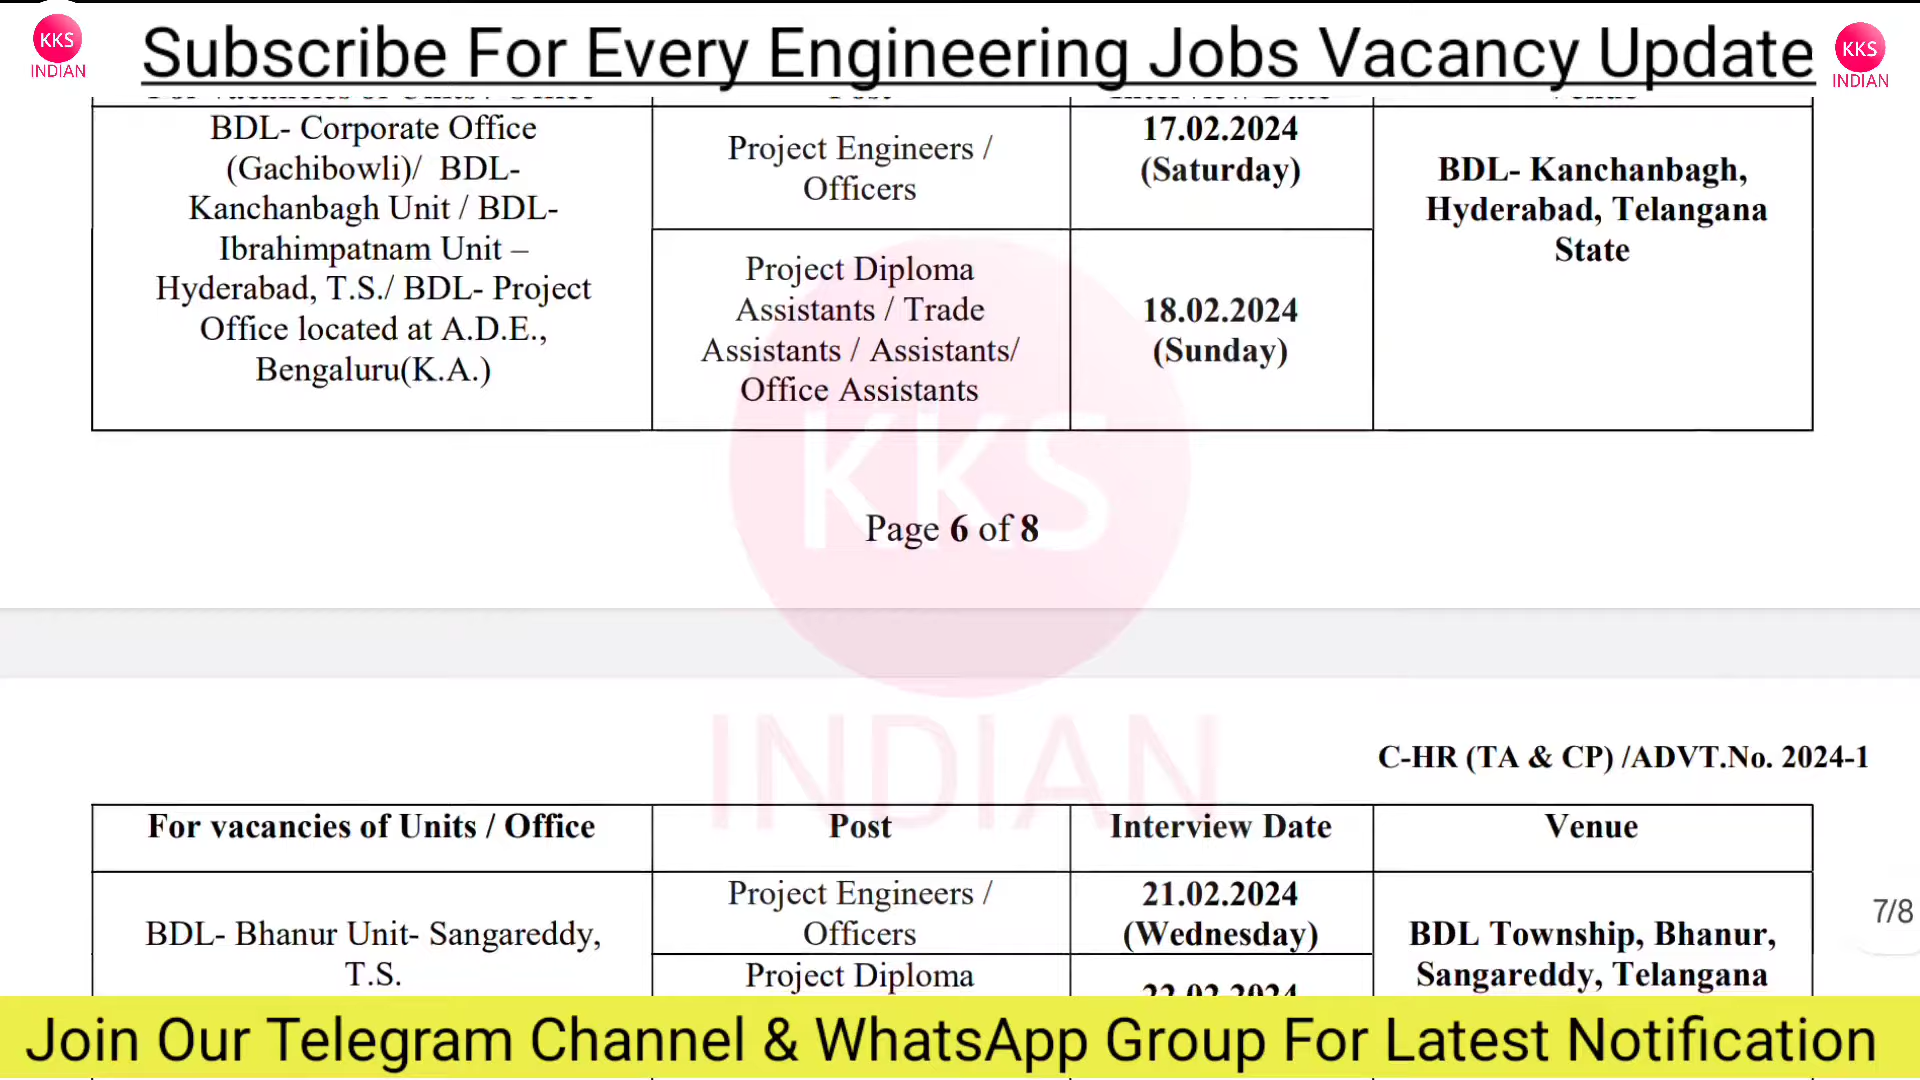 KKS
INDIAN
Subscribe For Every Engineering Jobs Vacancy Update
KKS
INDIAN
BDL- Corporate Office
(Gachibowli)/ BDL-
Kanchanbagh Unit / BDL-
Ibrahimpatnam Unit –
Hyderabad, T.S./ BDL- Project
Office located at A.D.E.,
Bengaluru(K.A.)
Project Engineers /
Officers
17.02.2024
(Saturday)
BDL- Kanchanbagh,
Hyderabad, Telangana
State
Project Diploma
Assistants / Trade
Assistants / Assistants/
Office Assistants
18.02.2024
(Sunday)
KKS
INDIAN
Page 6 of 8
C-HR (TA & CP) /ADVT.No. 2024-1
For vacancies of Units / Office
Post
Interview Date
Venue
BDL- Bhanur Unit- Sangareddy,
T.S.
Project Engineers /
Officers
21.02.2024
(Wednesday)
BDL Township, Bhanur,
Sangareddy, Telangana
Project Diploma
22.02.2024
7/8
Join Our Telegram Channel & WhatsApp Group For Latest Notification